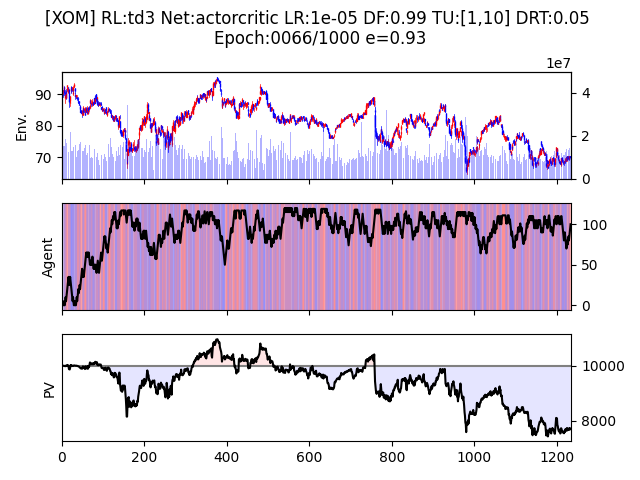 [XOM] RL:td3 Net:actorcritic LR:1e-05 DF:0.99 TU:[1,10] DRT:0.05
Epoch:0066/1000 e=0.93
1e7
Env.
90
80
70
4
2
0
Agent
100
50
0
PV
10000
8000
0 200 400 600 800 1000 1200